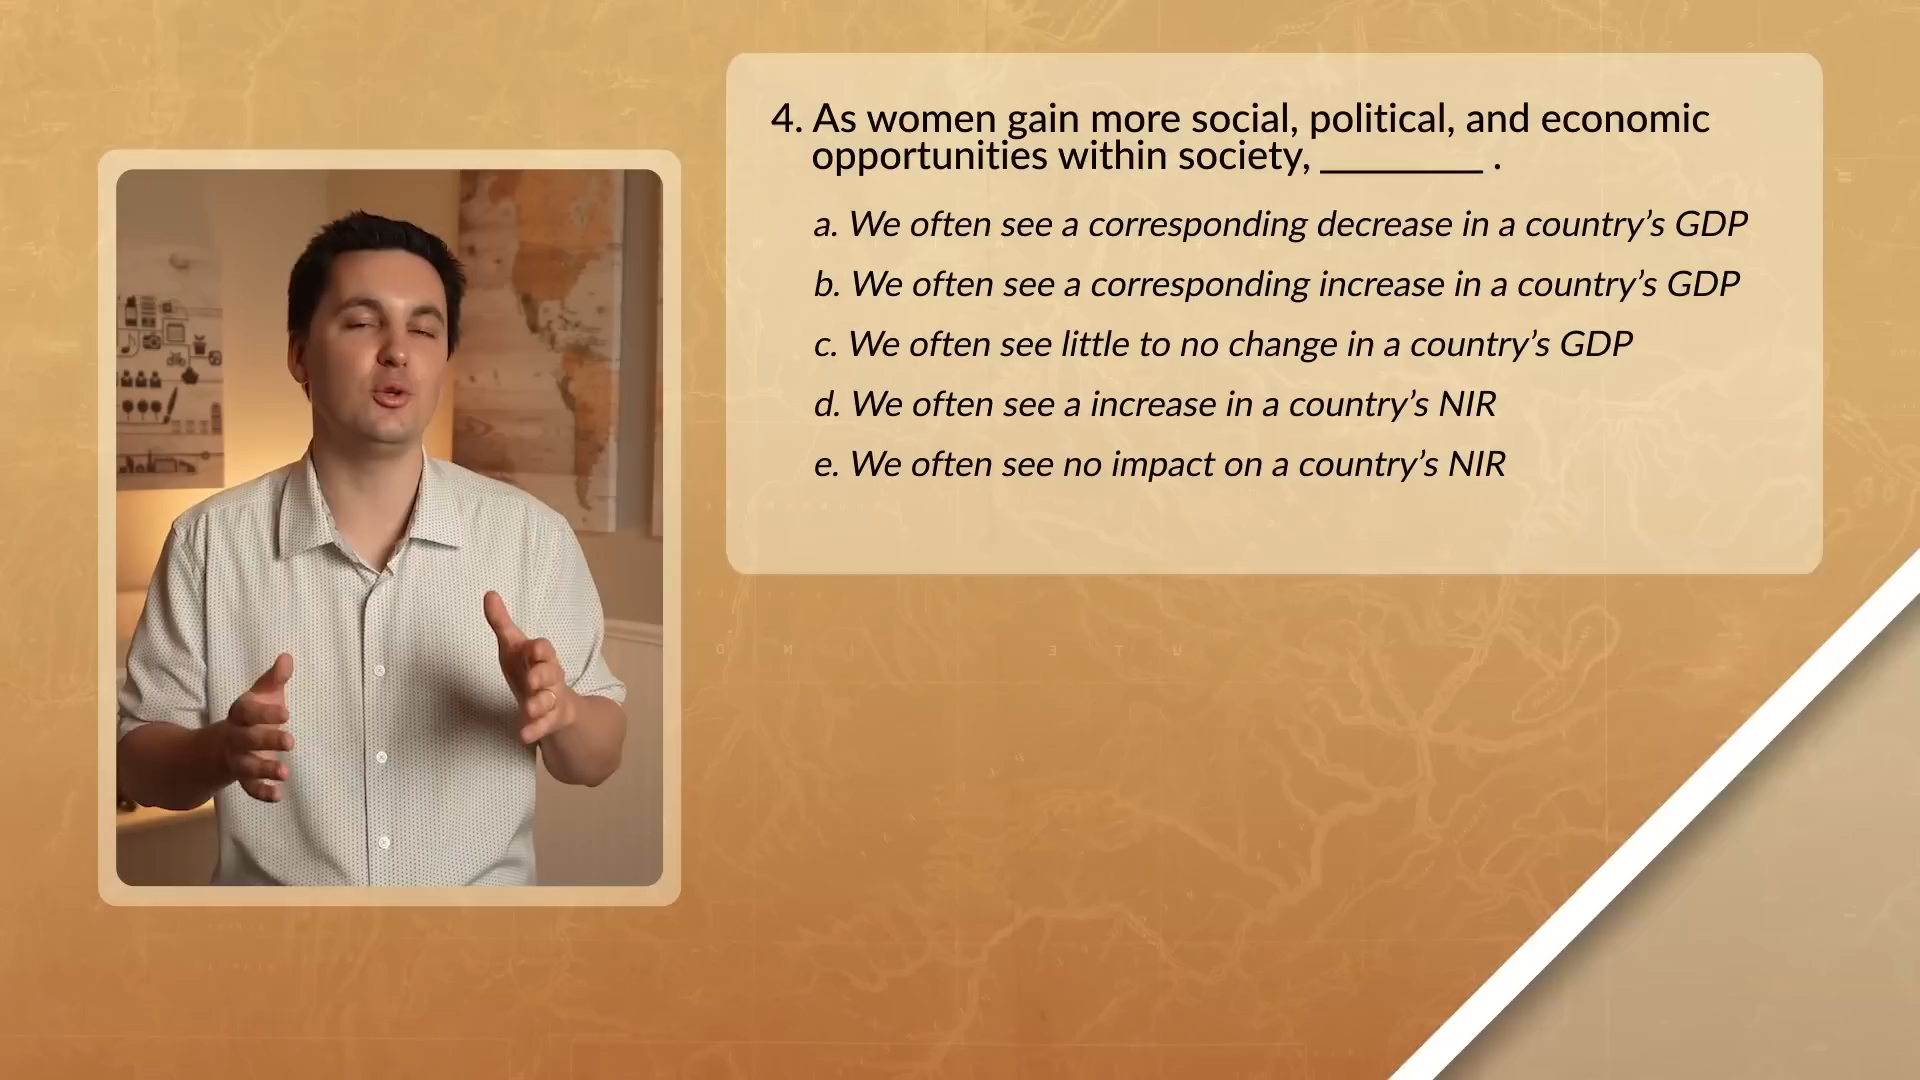 4. As women gain more social, political, and economic
opportunities within society, _________ .
a. We often see a corresponding decrease in a country’s GDP
b. We often see a corresponding increase in a country’s GDP
c. We often see little to no change in a country’s GDP
d. We often see a increase in a country’s NIR
e. We often see no impact on a country’s NIR